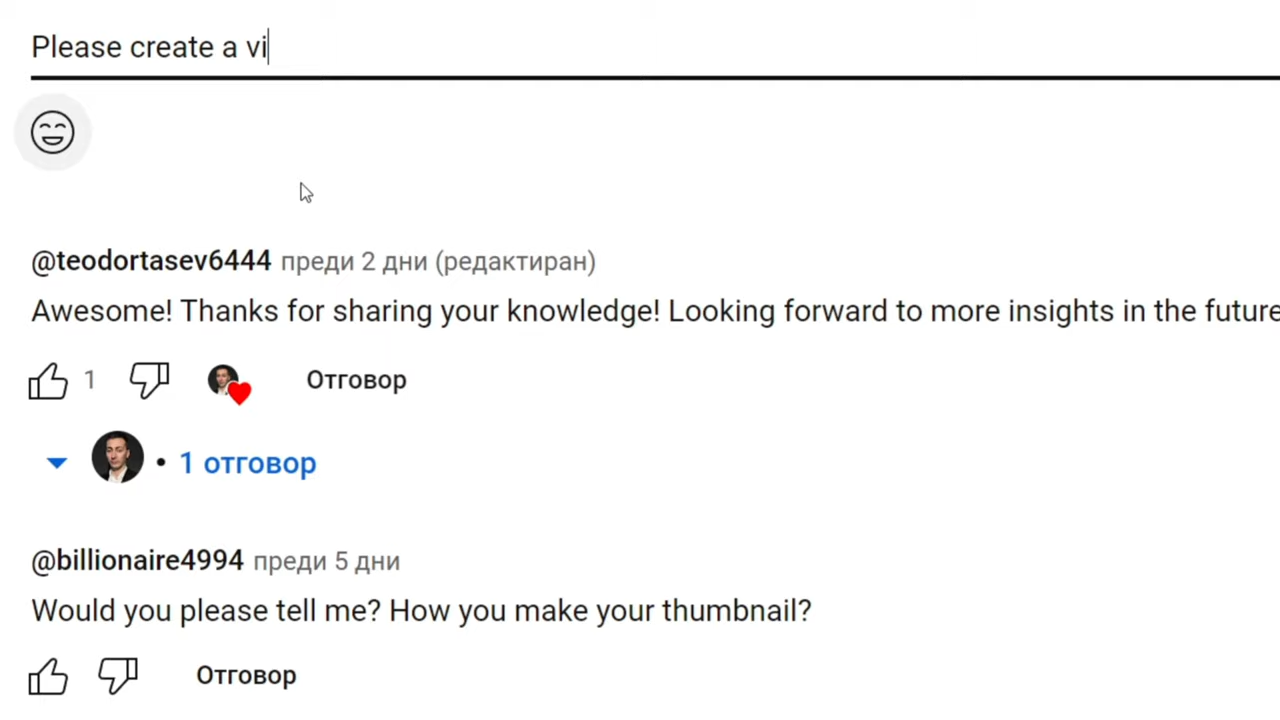 Please create a vi
@teodortasev6444 преди 2 дни (редактиран)
Awesome! Thanks for sharing your knowledge! Looking forward to more insights in the future
1 Отговор
• 1 отговор
@billionaire4994 преди 5 дни
Would you please tell me? How you make your thumbnail?
Отговор